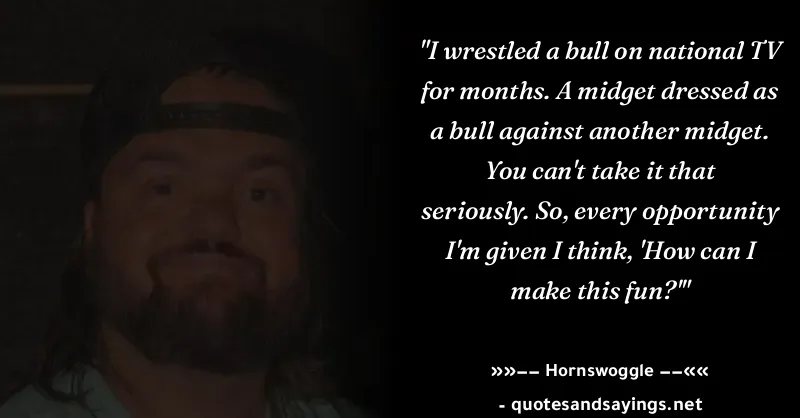 "I wrestled a bull on national TV
for months. A midget dressed as
a bull against another midget.
You can't take it that
seriously. So, every opportunity
I'm given I think, 'How can I
make this fun?'"
»»−− Hornswoggle −−««
- quotesandsayings.net